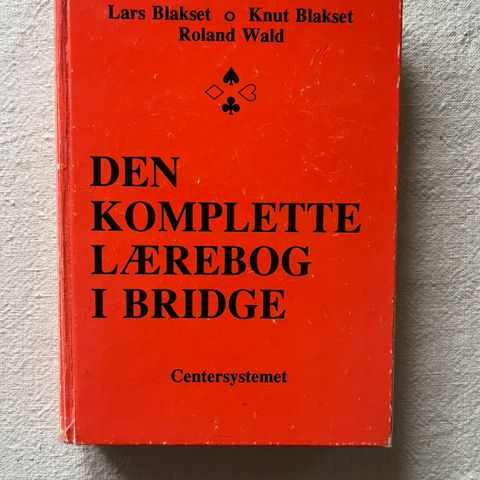 Lars Blakset o Knut Blakset
Roland Wald
DEN
KOMPLETTE
LÆREBOG
I BRIDGE
Centersystemet